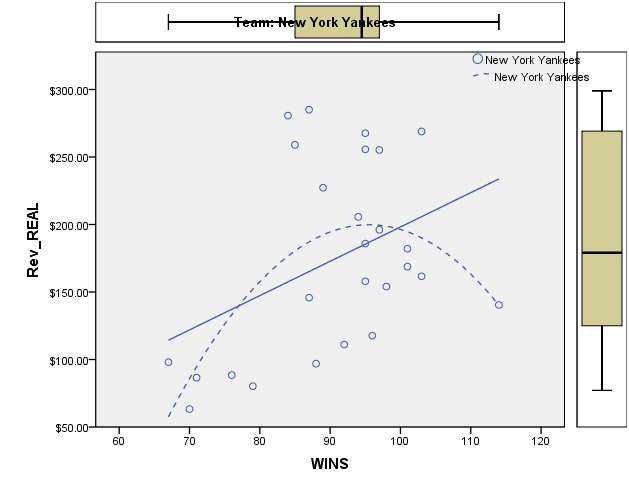 Team: New York Yankees
New York Yankees
New York Yankees
$300.00
$250.00
$200.00
$150.00
$100.00
$50.00
Rev_REAL
60 70 80 90 100 110 120
WINS